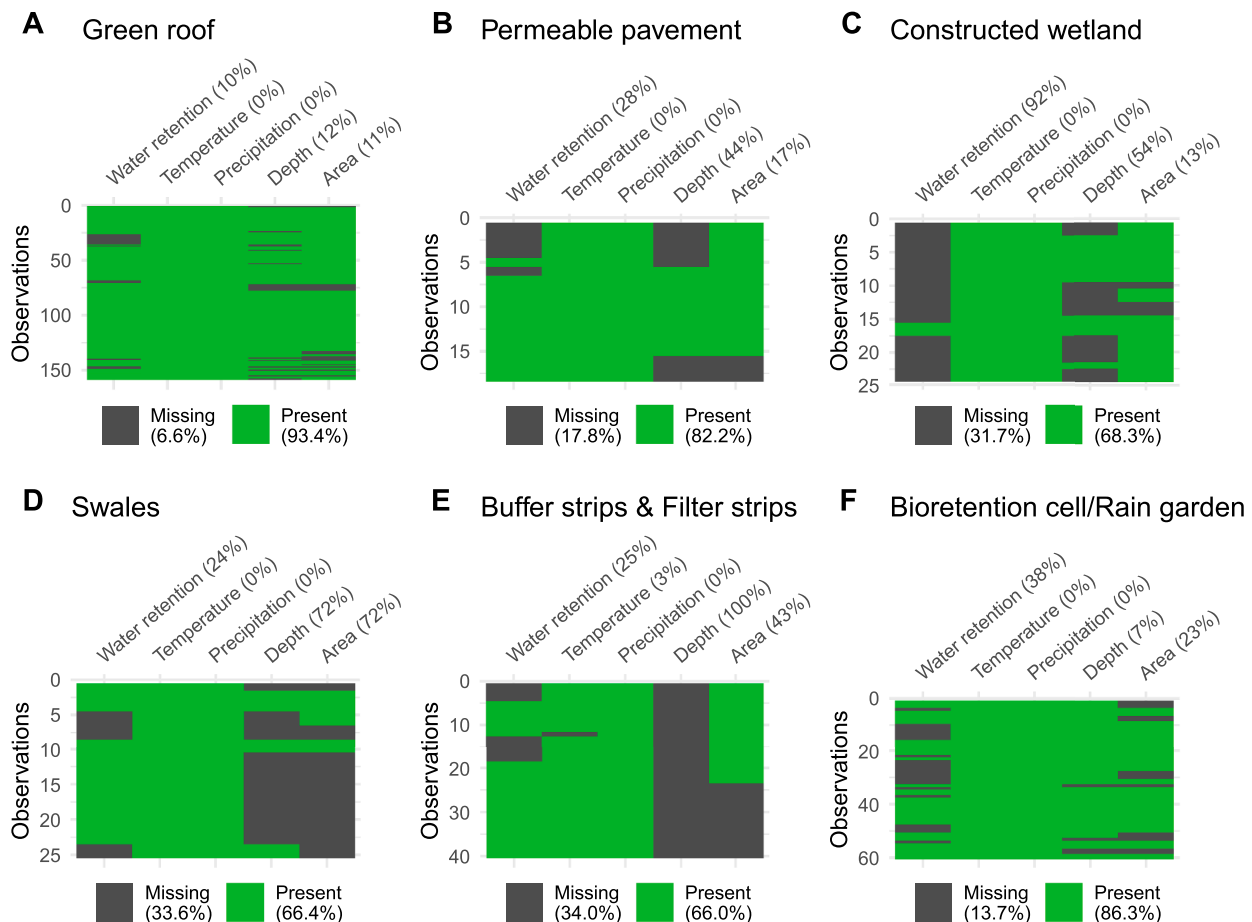 A Green roof
Water retention (10%)
Temperature (0%)
Precipitation (0%)
Depth (12%)
Area (11%)
Observations
0
50
100
150
Missing
(6.6%)
Present
(93.4%)
B Permeable pavement
Water retention (28%)
Temperature (0%)
Precipitation (0%)
Depth (44%)
Area (17%)
Observations
0
5
10
15
Missing
(17.8%)
Present
(82.2%)
C Constructed wetland
Water retention (92%)
Temperature (0%)
Precipitation (0%)
Depth (54%)
Area (13%)
Observations
0
5
10
15
20
25
Missing
(31.7%)
Present
(68.3%)
D Swales
Water retention (24%)
Temperature (0%)
Precipitation (0%)
Depth (72%)
Area (72%)
Observations
0
5
10
15
20
25
Missing
(33.6%)
Present
(66.4%)
E Buffer strips & Filter strips
Water retention (25%)
Temperature (3%)
Precipitation (0%)
Depth (100%)
Area (43%)
Observations
0
10
20
30
40
Missing
(34.0%)
Present
(66.0%)
F Bioretention cell/Rain garden
Water retention (38%)
Temperature (0%)
Precipitation (0%)
Depth (7%)
Area (23%)
Observations
0
20
40
60
Missing
(13.7%)
Present
(86.3%)